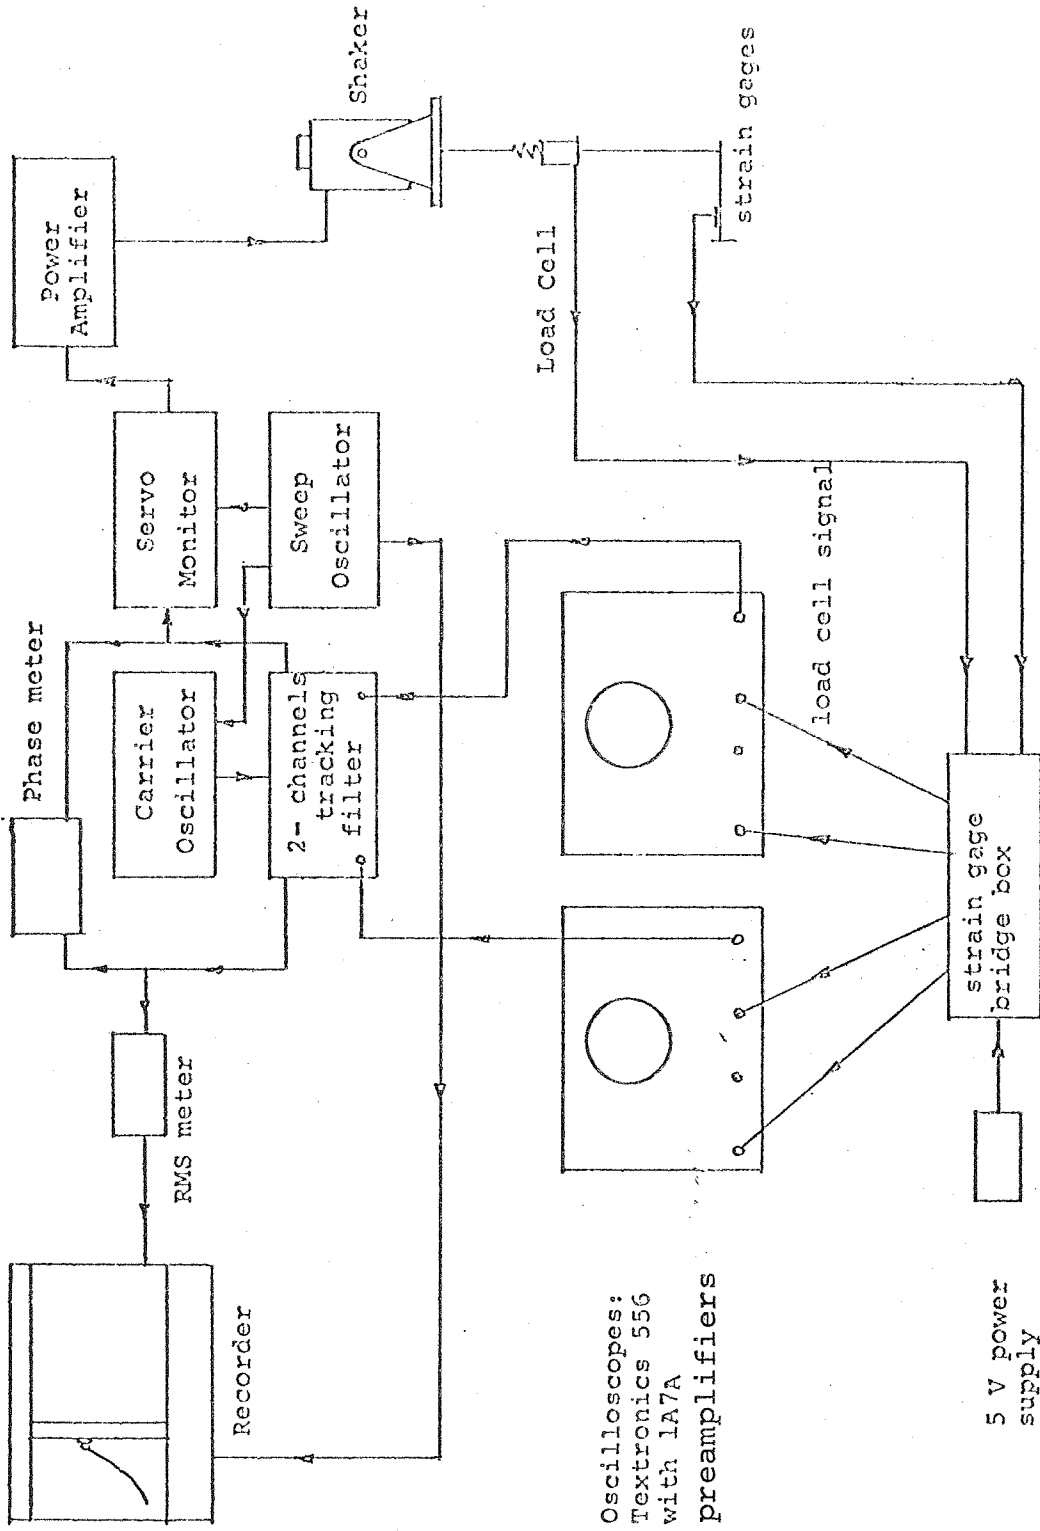 Recorder
RMS meter
Phase meter
Carrier
Oscillator
2- channels
tracking
filter
Servo
Monitor
Sweep
Oscillator
Power
Amplifier
Shaker
Load Cell
strain gages
load cell signal
Oscilloscopes:
Textronics 556
with 1A7A
preamplifiers
strain gage
bridge box
5 V power
supply